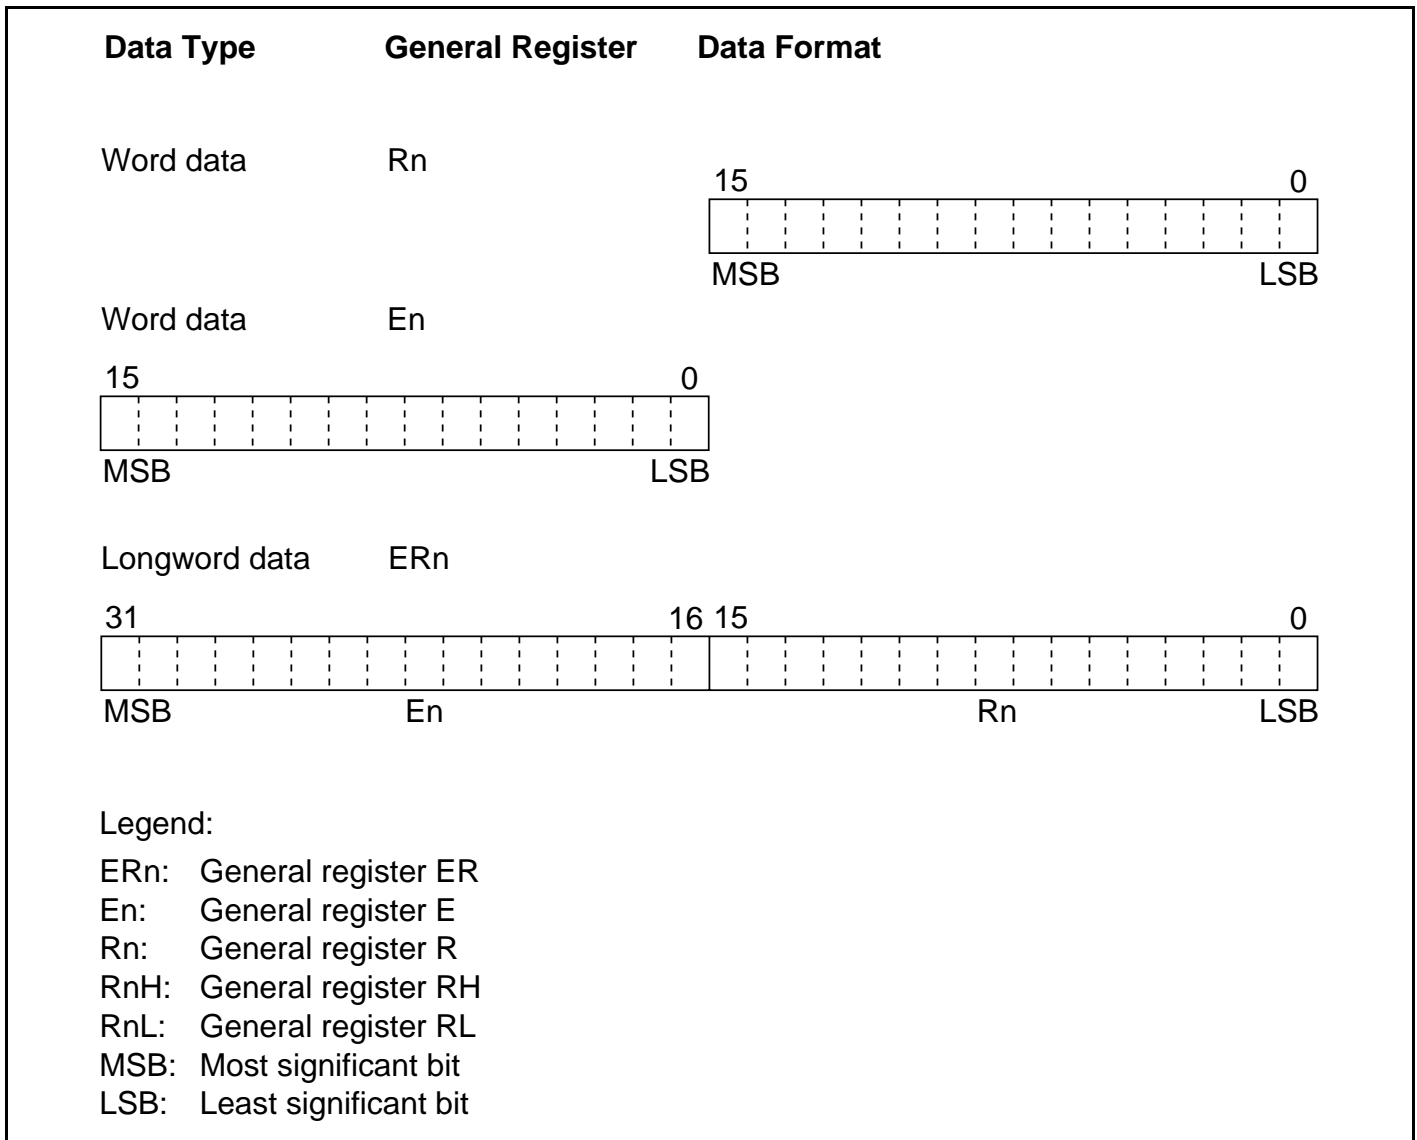 Data Type General Register Data Format
Word data Rn
15 0
MSB LSB
Word data En
15 0
MSB LSB
Longword data ERn
31 16 15 0
MSB En Rn LSB
Legend:
ERn: General register ER
En: General register E
Rn: General register R
RnH: General register RH
RnL: General register RL
MSB: Most significant bit
LSB: Least significant bit